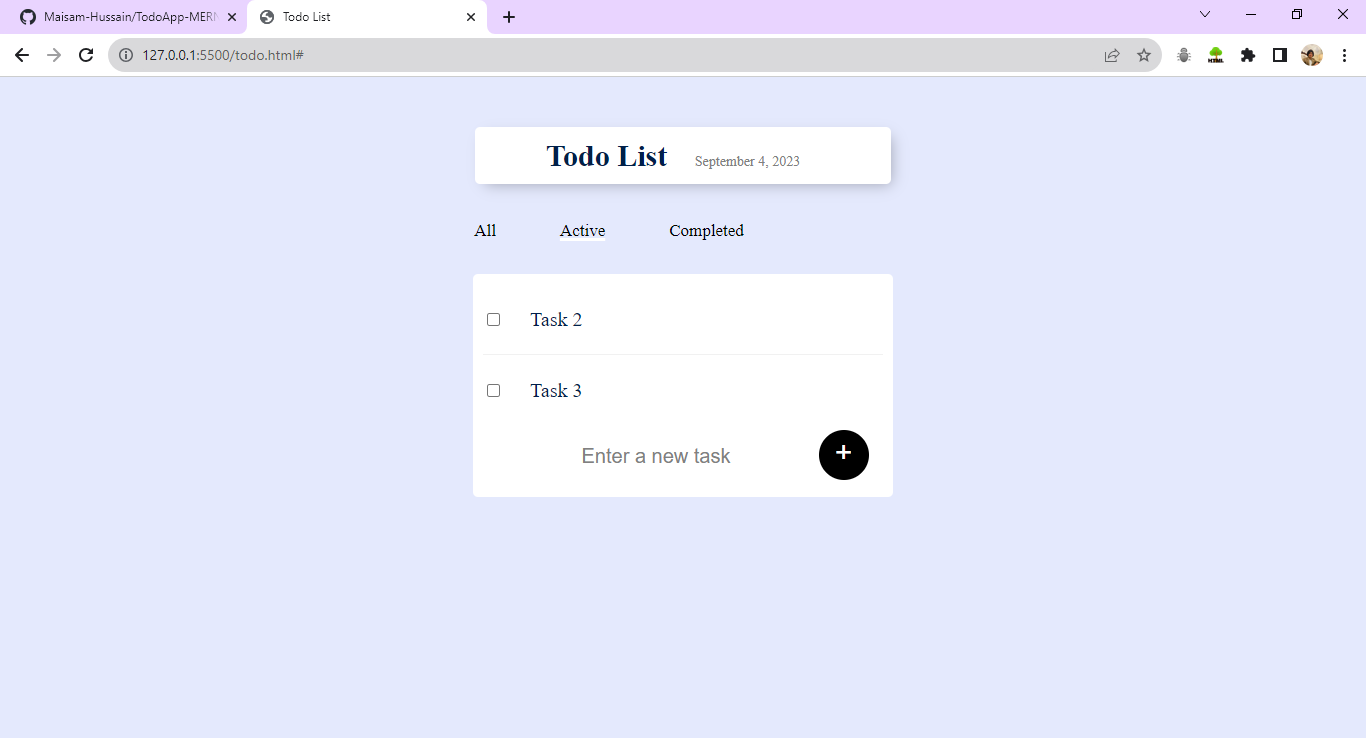 Maisam-Hussain/TodoApp-MERN
Todo List
127.0.0.1:5500/todo.html#
HTML
Todo List September 4, 2023
All Active Completed
Task 2
Task 3
Enter a new task +